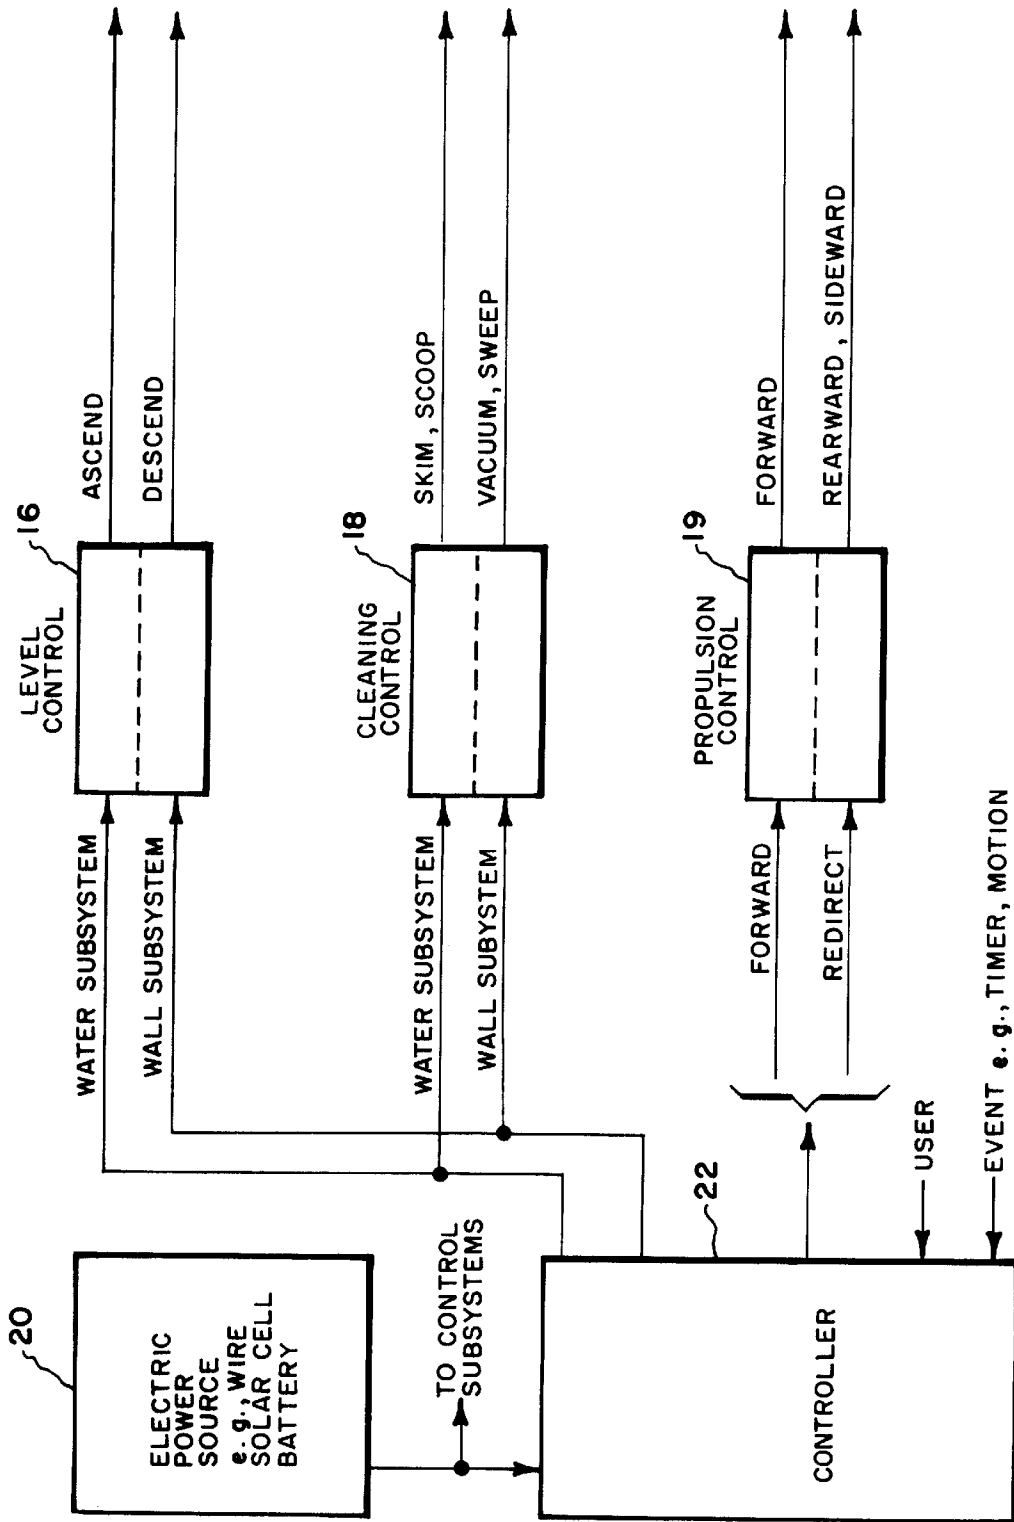 20
ELECTRIC
POWER
SOURCE
e.g., WIRE
SOLAR CELL
BATTERY
TO CONTROL
SUBSYSTEMS
CONTROLLER
22
USER
EVENT e.g., TIMER, MOTION
WATER SUBSYSTEM
WALL SUBSYSTEM
LEVEL
CONTROL
16
ASCEND
DESCEND
WATER SUBSYSTEM
WALL SUBYSTEM
CLEANING
CONTROL
18
SKIM, SCOOP
VACUUM, SWEEP
FORWARD
REDIRECT
PROPULSION
CONTROL
19
FORWARD
REARWARD, SIDEWARD